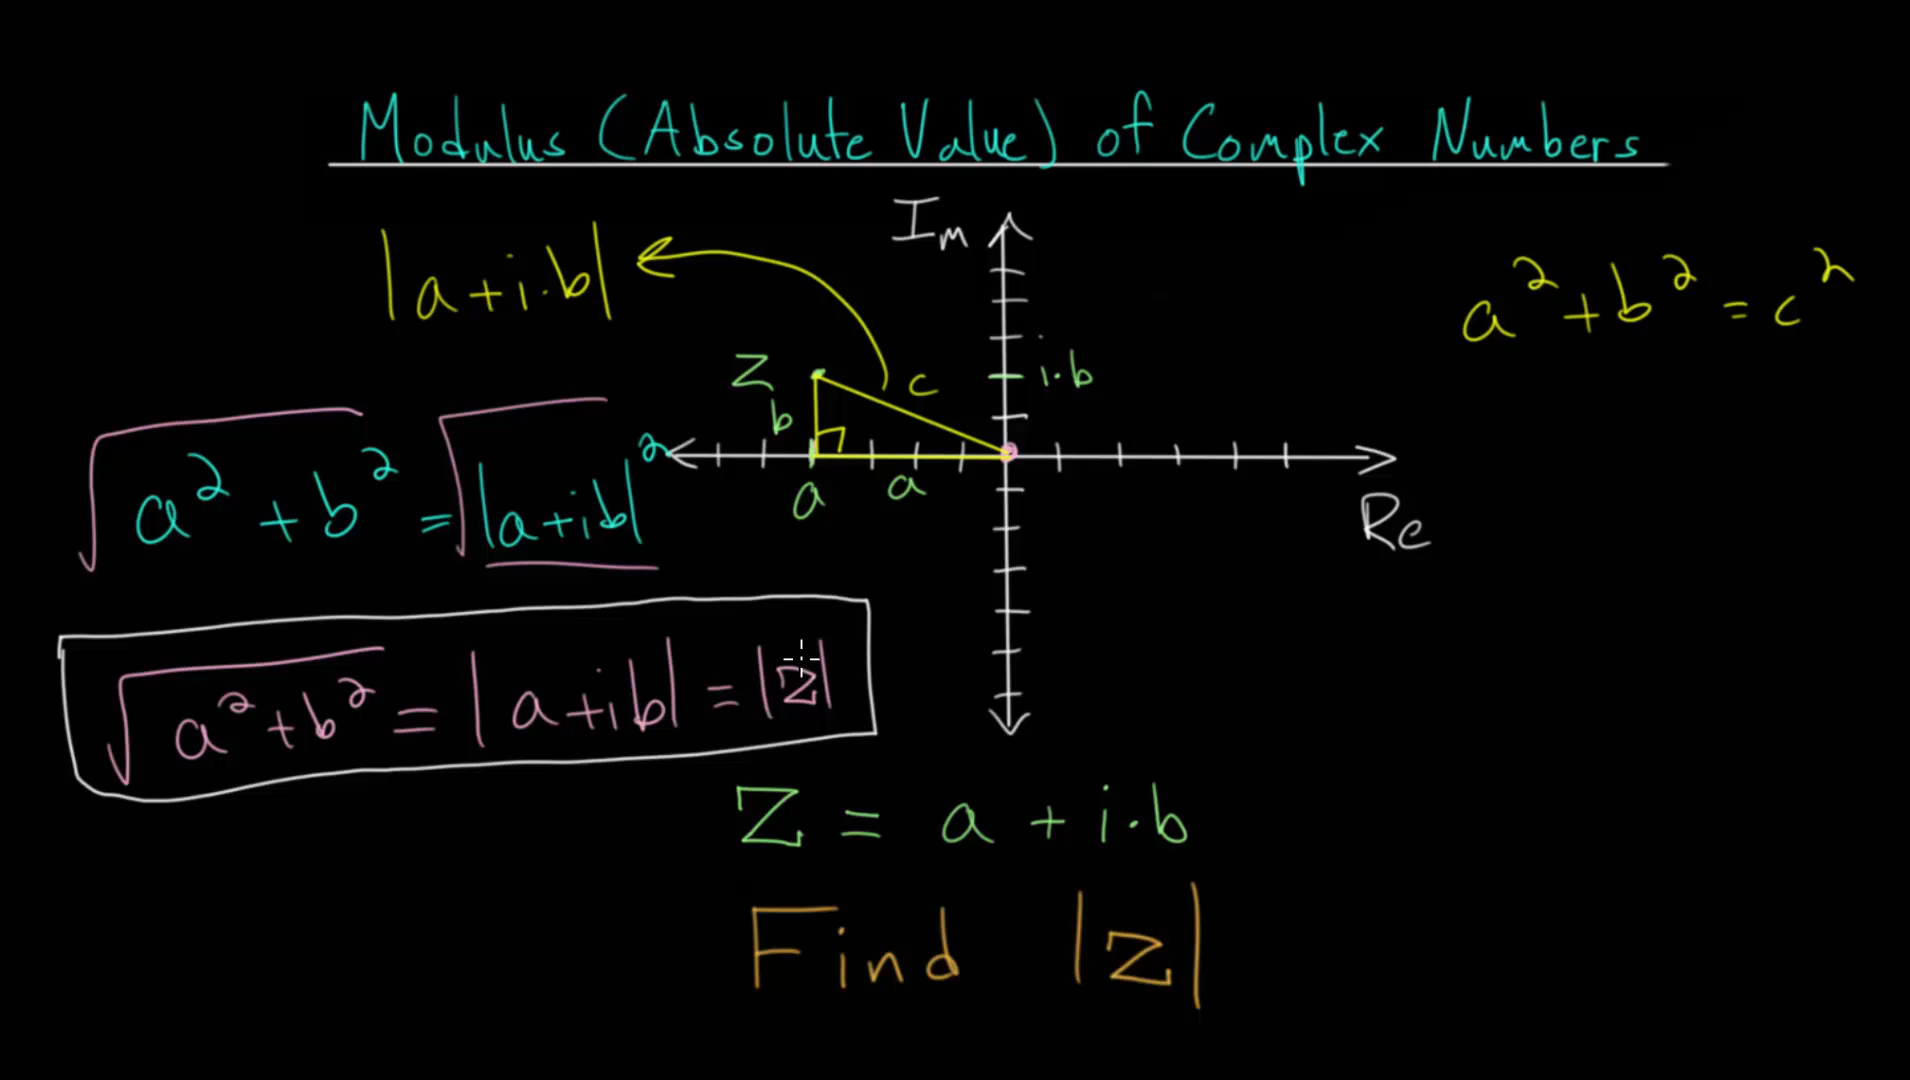 Modulus (Absolute Value) of Complex Numbers
Im
|a+i·b|
a²+b²=c²
Z
c
i·b
b
√a²+b² = √|a+ib|²
a
a
Re
√a²+b² = |a+ib| = |z|
Z = a + i·b
Find |z|